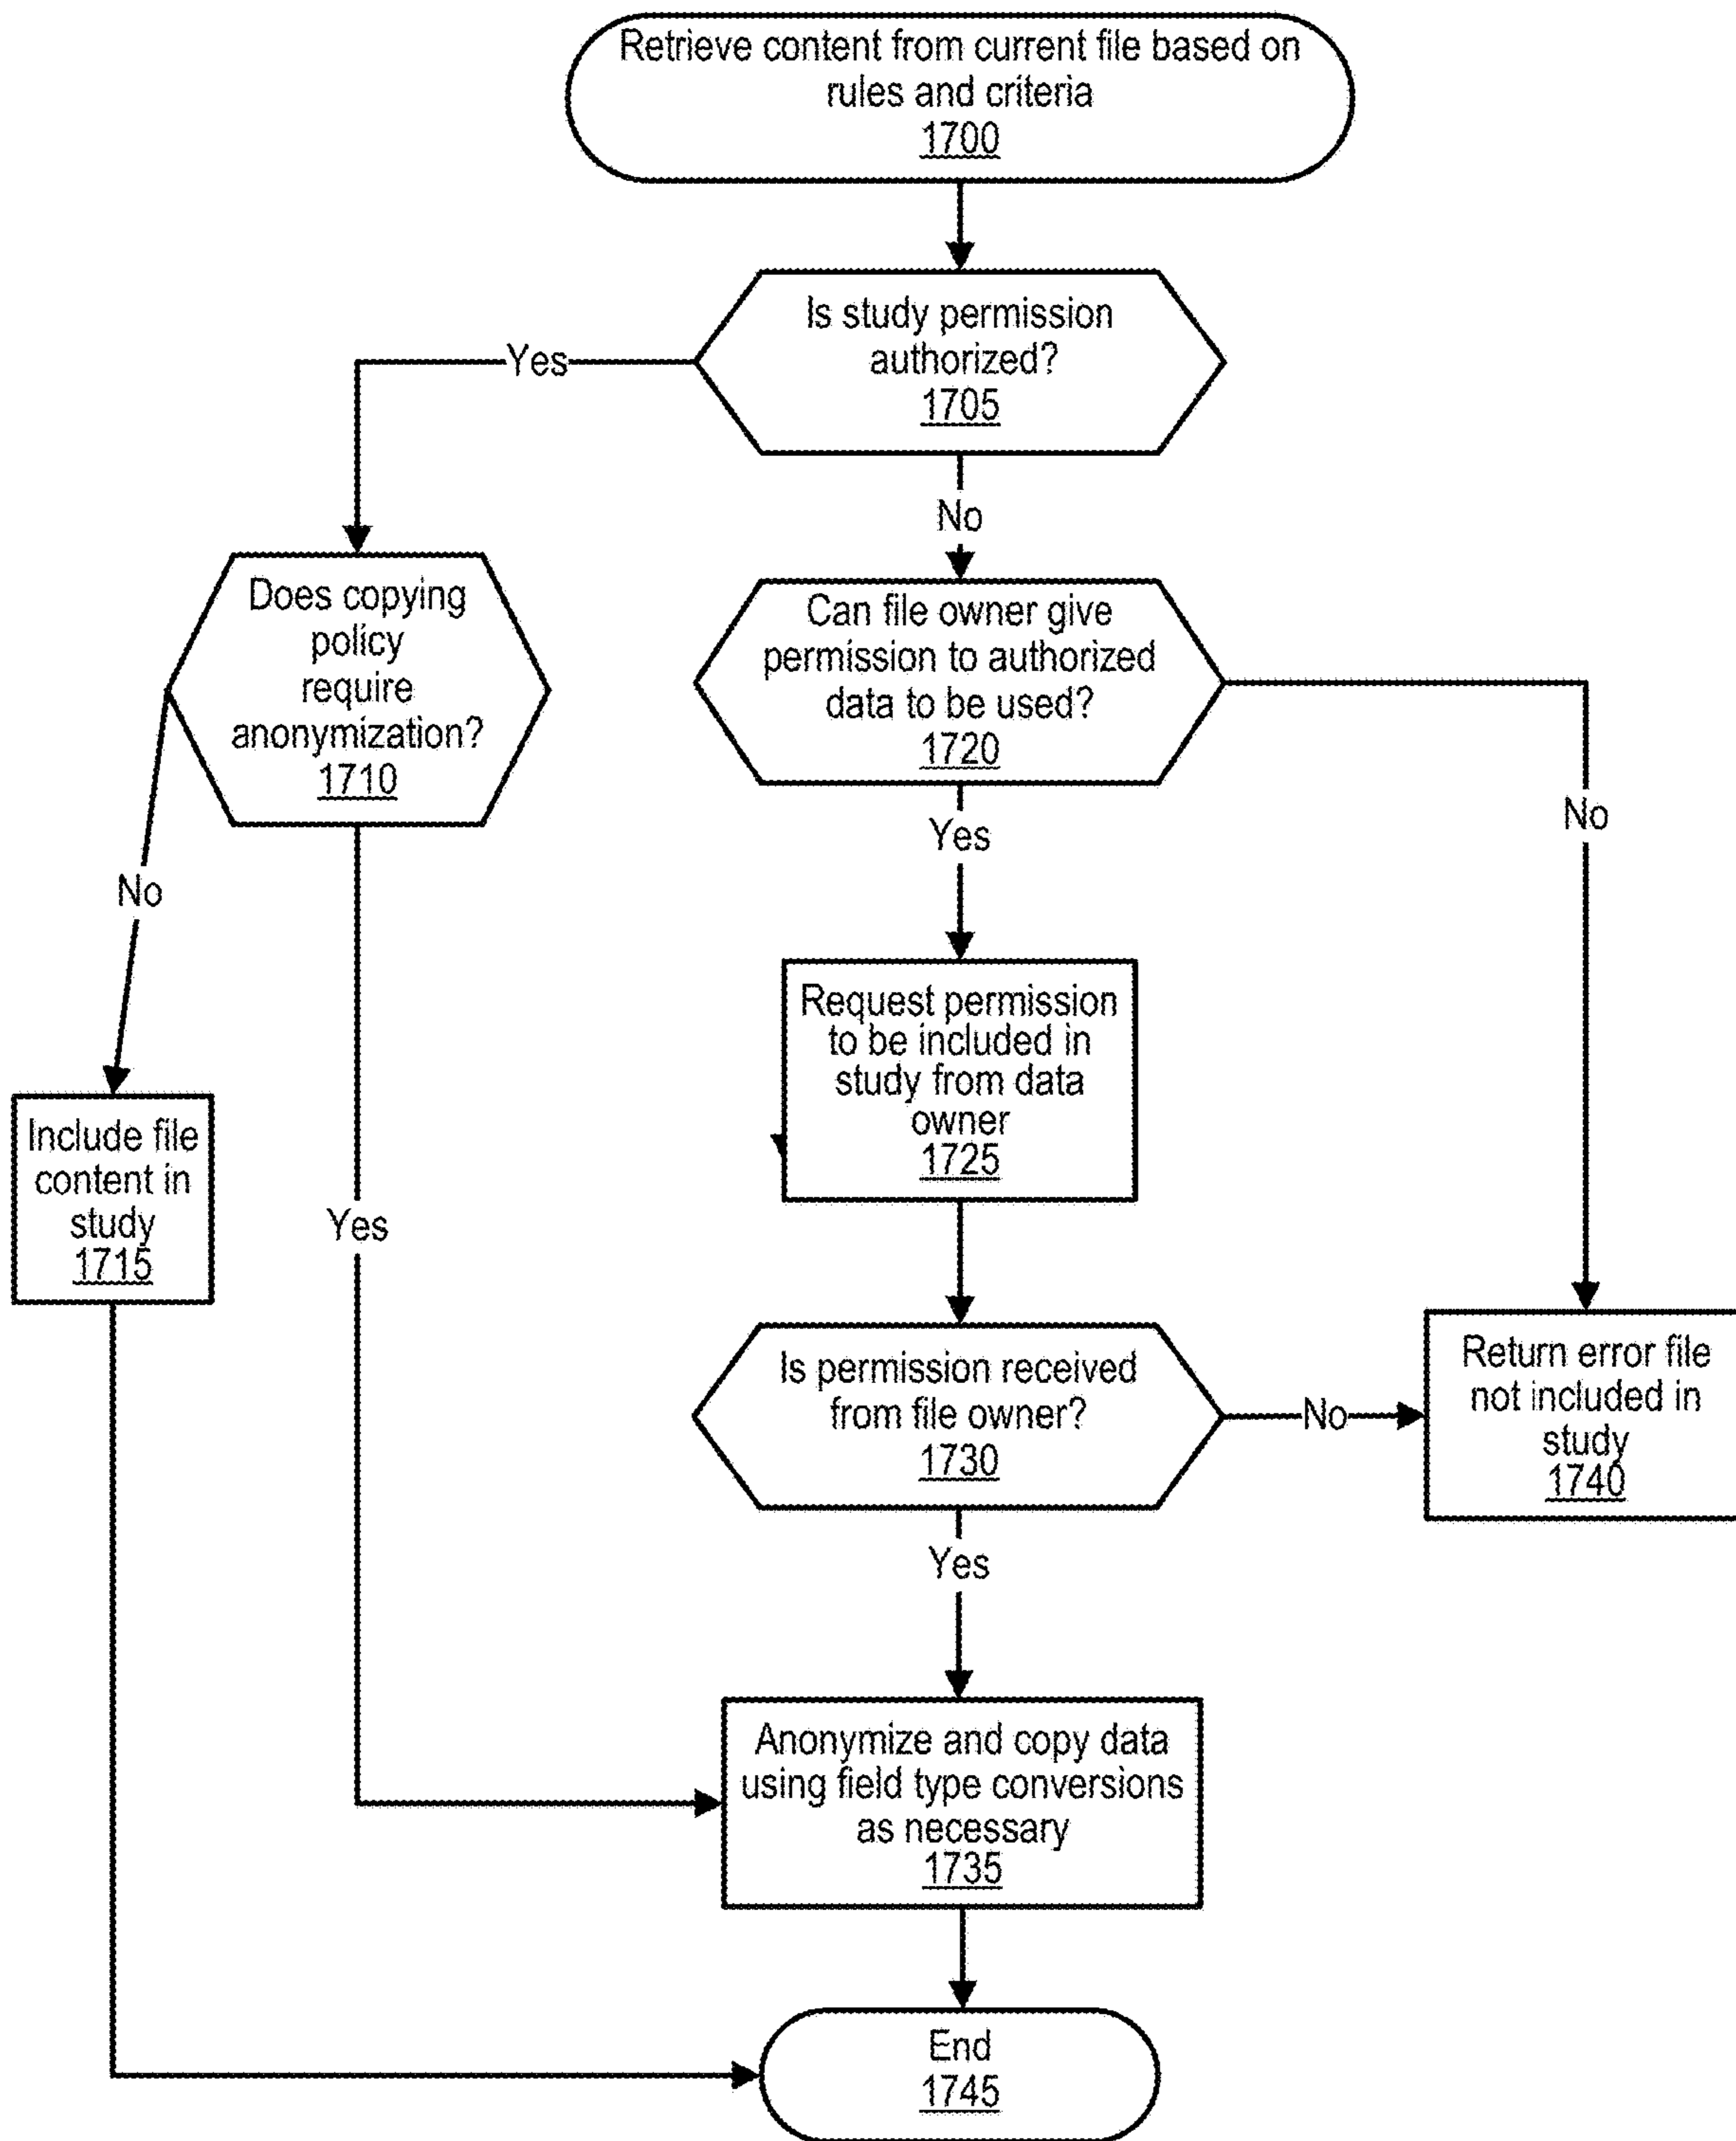 Retrieve content from current file based on
rules and criteria
1700
Is study permission
authorized?
1705
Yes
No
Does copying
policy
require
anonymization?
1710
Can file owner give
permission to authorized
data to be used?
1720
No
Yes
No
Request permission
to be included in
study from data
owner
1725
Include file
content in
study
1715
Yes
Is permission received
from file owner?
1730
No
Return error file
not included in
study
1740
Yes
Anonymize and copy data
using field type conversions
as necessary
1735
End
1745